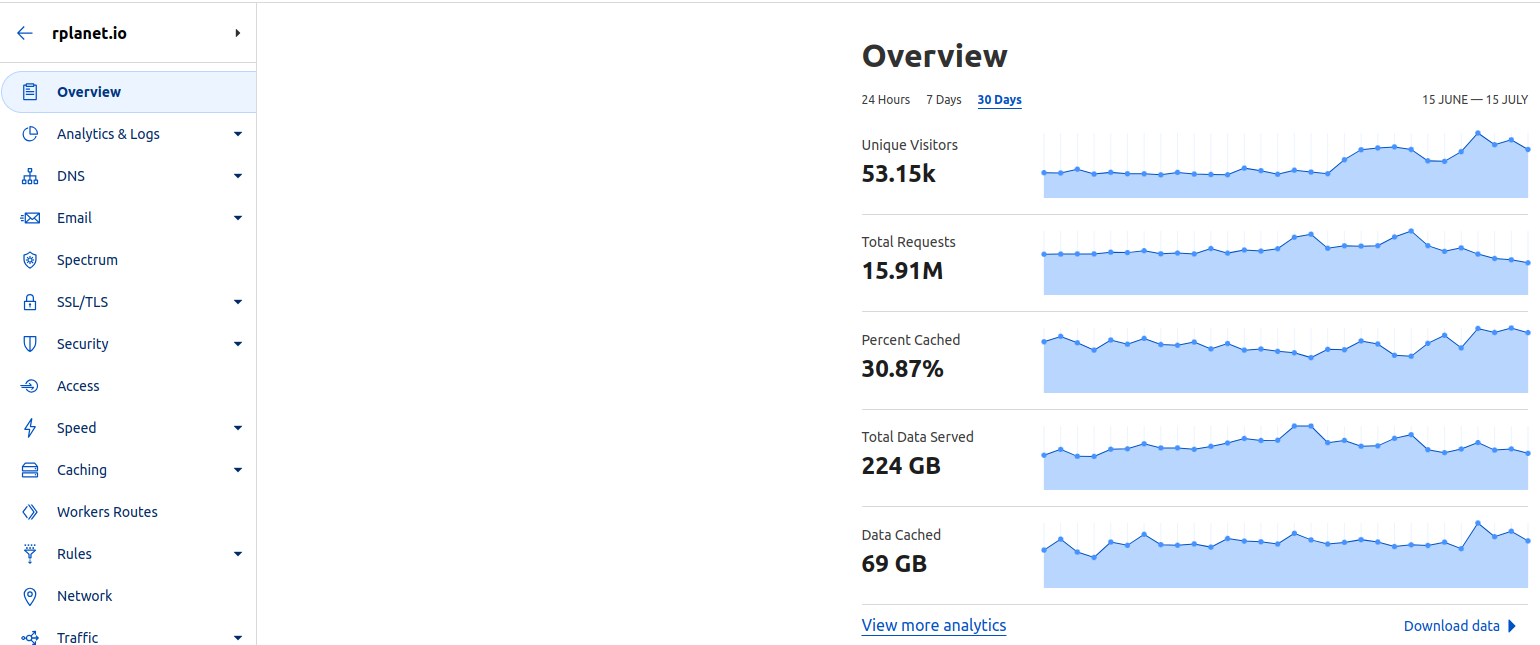 rplanet.io
Overview
Analytics & Logs
DNS
Email
Spectrum
SSL/TLS
Security
Access
Speed
Caching
Workers Routes
Rules
Network
Traffic
Overview
24 Hours 7 Days 30 Days 15 JUNE — 15 JULY
Unique Visitors
53.15k
Total Requests
15.91M
Percent Cached
30.87%
Total Data Served
224 GB
Data Cached
69 GB
View more analytics Download data